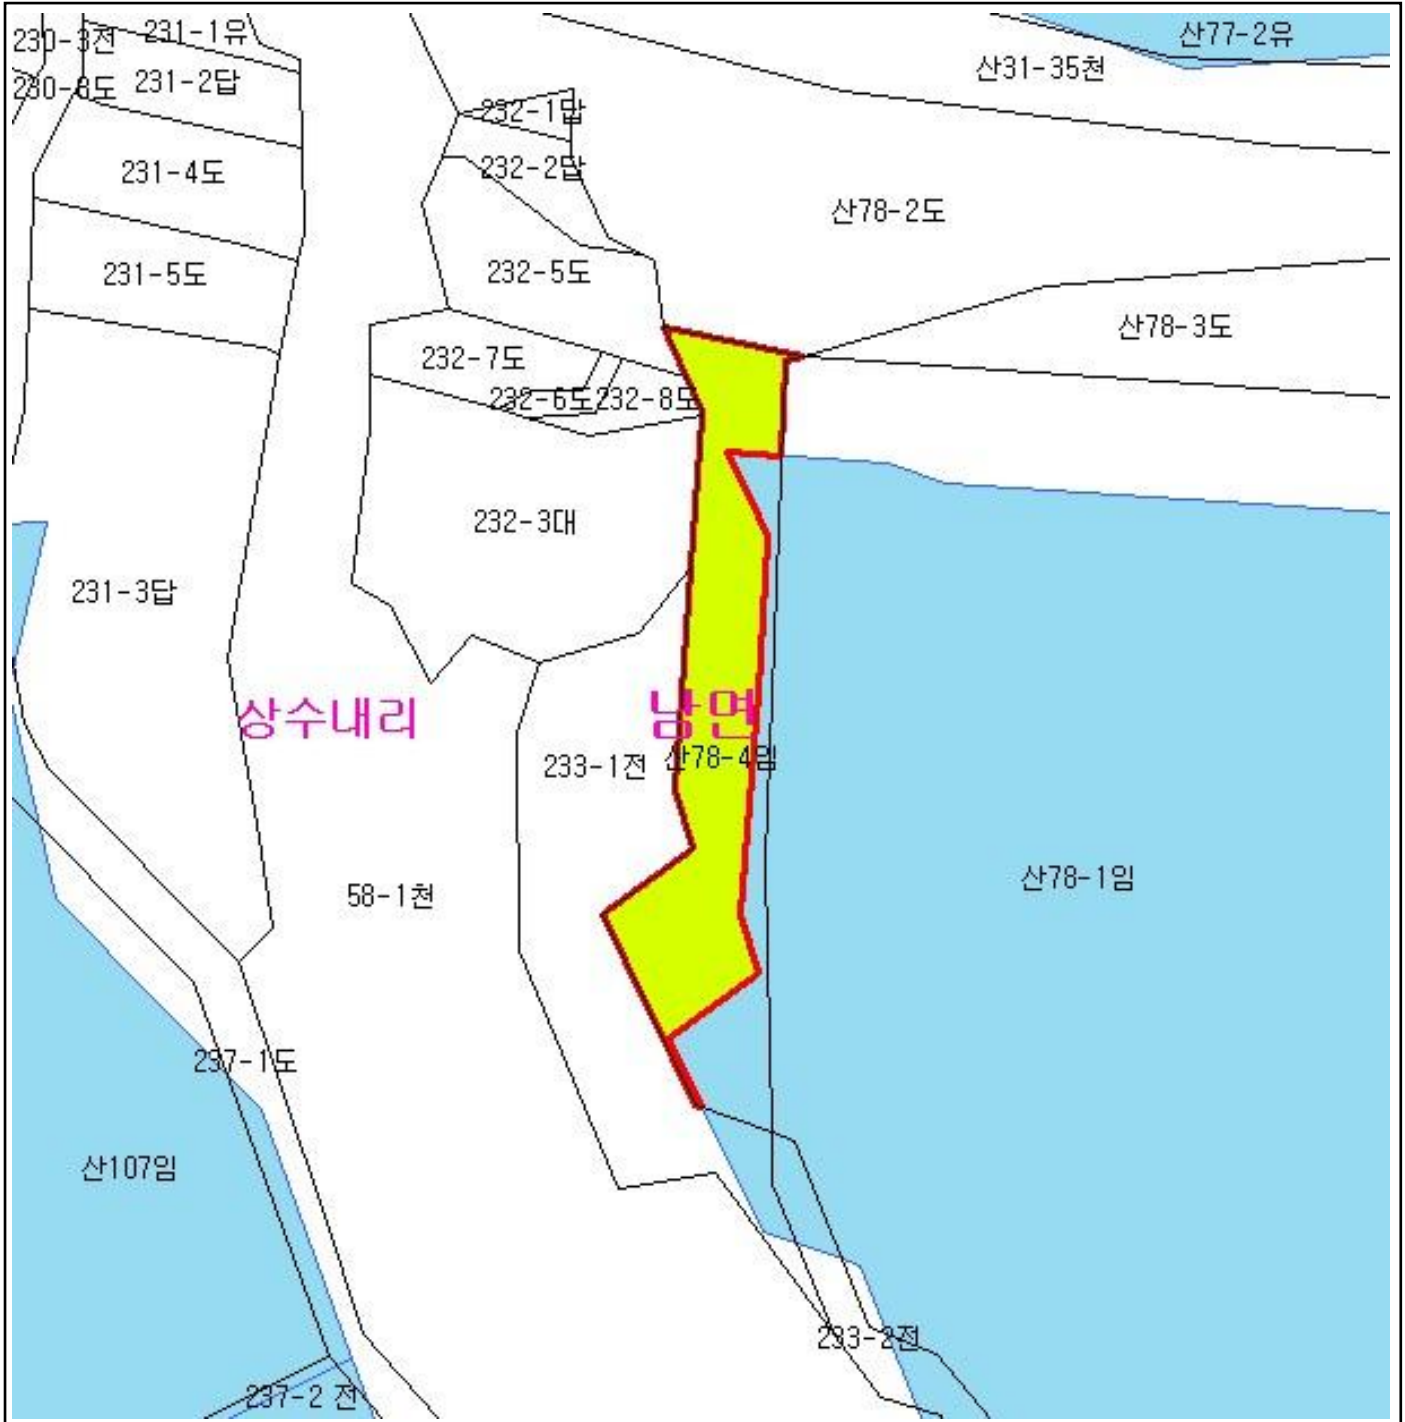 230-3전
231-1유
산77-2유
산31-35천
231-2답
232-1답
231-4도
232-2답
산78-2도
231-5도
232-5도
산78-3도
232-7도
232-6도
232-8도
232-3대
231-3답
상수내리
남면
233-1전
산78-4임
58-1천
산78-1임
237-1도
산107임
233-2전
237-2 전